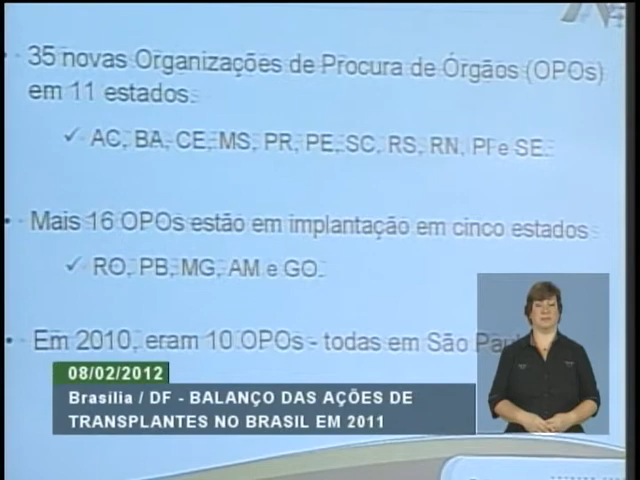 35 novas Organizações de Procura de Órgãos (OPOs)
em 11 estados.
✓ AC, BA, CE, MS, PR, PE, SC, RS, RN, PI e SE.
Mais 16 OPOs estão em implantação em cinco estados
✓ RO, PB, MG, AM e GO.
Em 2010, eram 10 OPOs - todas em São
08/02/2012
Brasília / DF - BALANÇO DAS AÇÕES DE
TRANSPLANTES NO BRASIL EM 2011